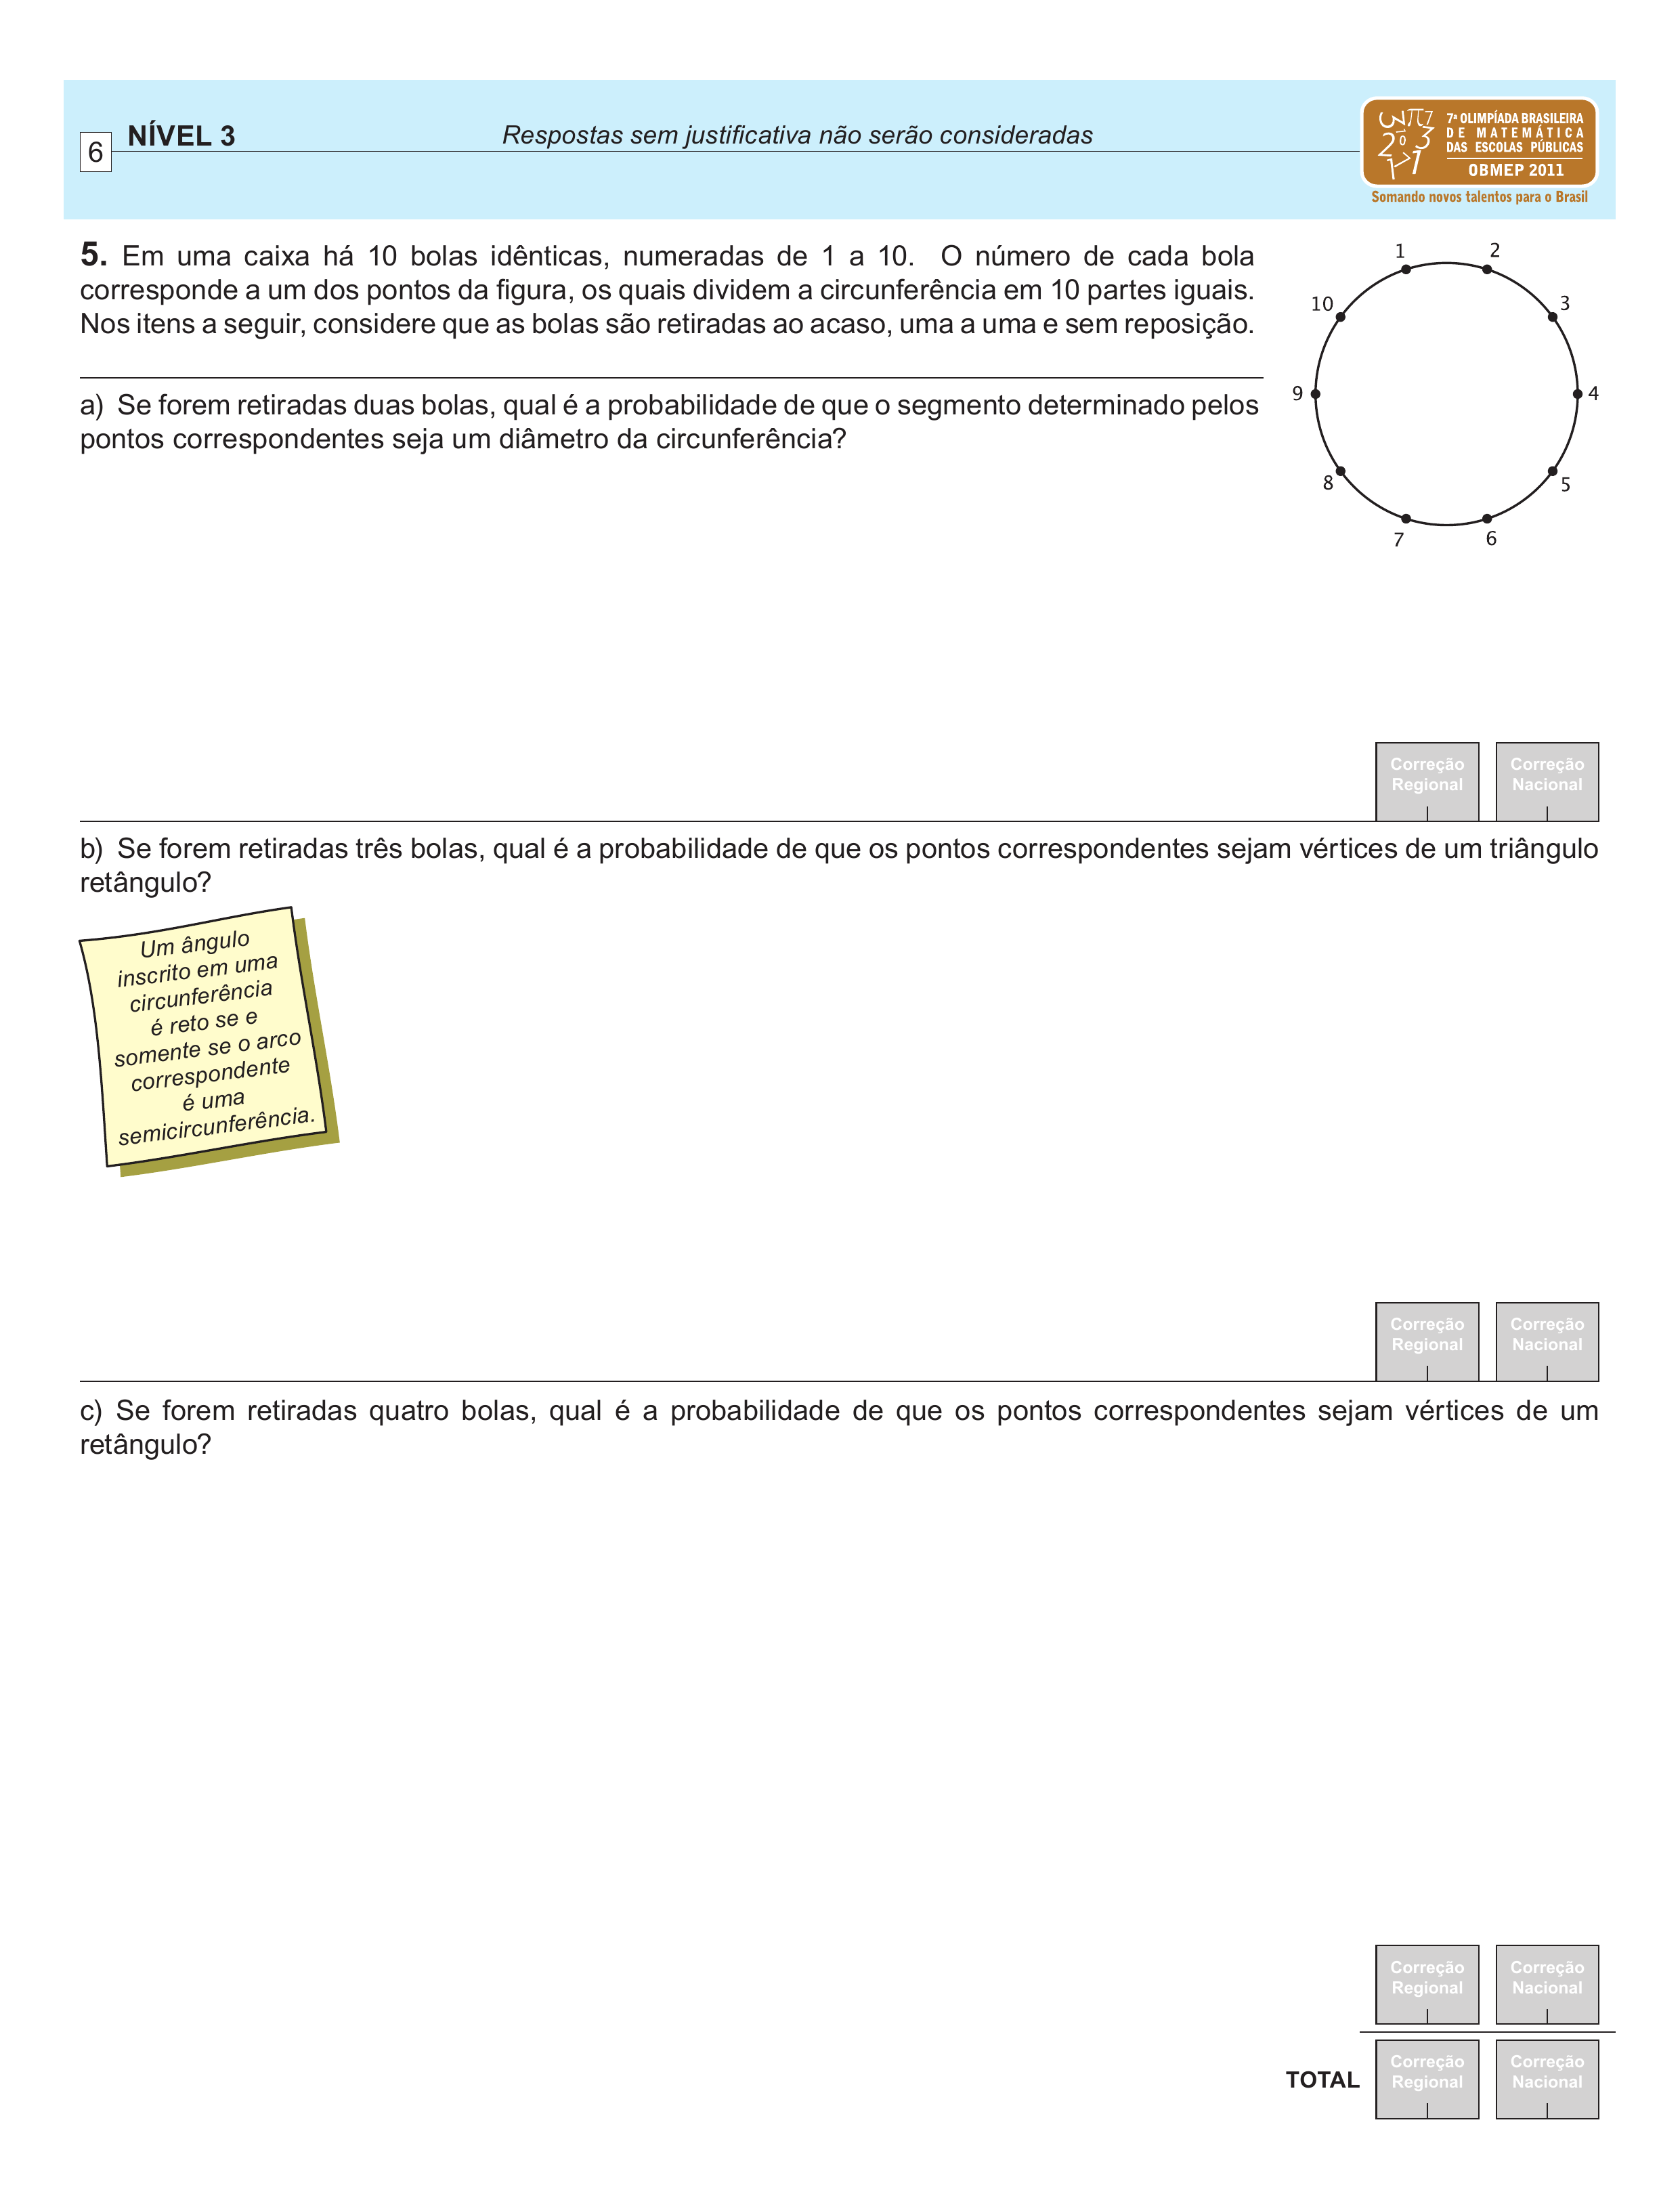 6
NÍVEL 3
Respostas sem justificativa não serão consideradas
7ª OLIMPÍADA BRASILEIRA
DE MATEMÁTICA
DAS ESCOLAS PÚBLICAS
OBMEP 2011
Somando novos talentos para o Brasil
5. Em uma caixa há 10 bolas idênticas, numeradas de 1 a 10. O número de cada bola
corresponde a um dos pontos da figura, os quais dividem a circunferência em 10 partes iguais.
Nos itens a seguir, considere que as bolas são retiradas ao acaso, uma a uma e sem reposição.
1
2
3
4
5
6
7
8
9
10
a) Se forem retiradas duas bolas, qual é a probabilidade de que o segmento determinado pelos
pontos correspondentes seja um diâmetro da circunferência?
Correção
Regional
Correção
Nacional
b) Se forem retiradas três bolas, qual é a probabilidade de que os pontos correspondentes sejam vértices de um triângulo
retângulo?
Um ângulo
inscrito em uma
circunferência
é reto se e
somente se o arco
correspondente
é uma
semicircunferência.
Correção
Regional
Correção
Nacional
c) Se forem retiradas quatro bolas, qual é a probabilidade de que os pontos correspondentes sejam vértices de um
retângulo?
Correção
Regional
Correção
Nacional
TOTAL
Correção
Regional
Correção
Nacional